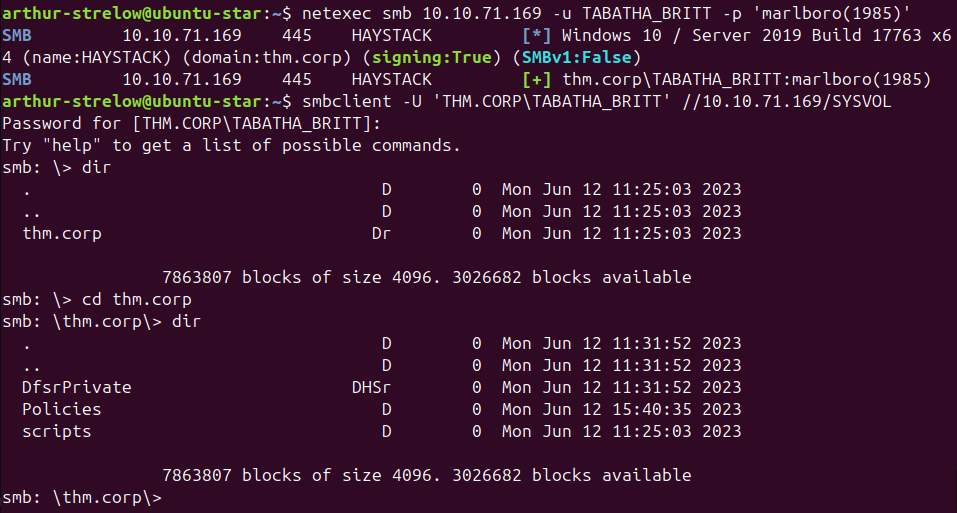 arthur-strelow@ubuntu-star:~$ netexec smb 10.10.71.169 -u TABATHA_BRITT -p 'marlboro(1985)'
SMB         10.10.71.169    445    HAYSTACK         [*] Windows 10 / Server 2019 Build 17763 x6
4 (name:HAYSTACK) (domain:thm.corp) (signing:True) (SMBv1:False)
SMB         10.10.71.169    445    HAYSTACK         [+] thm.corp\TABATHA_BRITT:marlboro(1985)
arthur-strelow@ubuntu-star:~$ smbclient -U 'THM.CORP\TABATHA_BRITT' //10.10.71.169/SYSVOL
Password for [THM.CORP\TABATHA_BRITT]:
Try "help" to get a list of possible commands.
smb: \> dir
  .                                   D        0  Mon Jun 12 11:25:03 2023
  ..                                  D        0  Mon Jun 12 11:25:03 2023
  thm.corp                           Dr        0  Mon Jun 12 11:25:03 2023
                7863807 blocks of size 4096. 3026682 blocks available
smb: \> cd thm.corp
smb: \thm.corp\> dir
  .                                   D        0  Mon Jun 12 11:31:52 2023
  ..                                  D        0  Mon Jun 12 11:31:52 2023
  DfsrPrivate                      DHSr        0  Mon Jun 12 11:31:52 2023
  Policies                            D        0  Mon Jun 12 15:40:35 2023
  scripts                             D        0  Mon Jun 12 11:25:03 2023
                7863807 blocks of size 4096. 3026682 blocks available
smb: \thm.corp\>